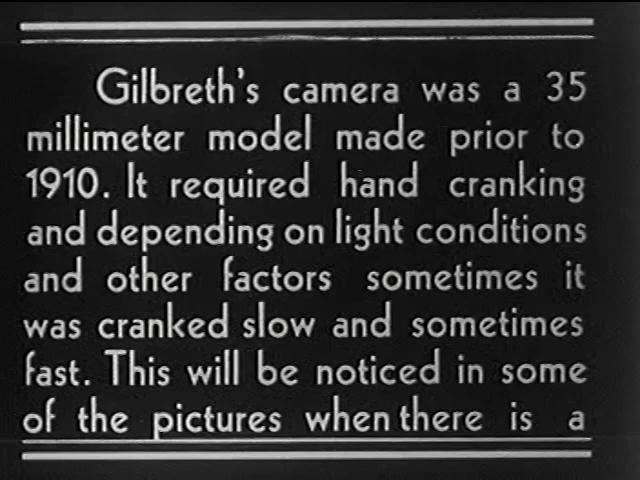 Gilbreth's camera was a 35
millimeter model made prior to
1910. It required hand cranking
and depending on light conditions
and other factors sometimes it
was cranked slow and sometimes
fast. This will be noticed in some
of the pictures when there is a